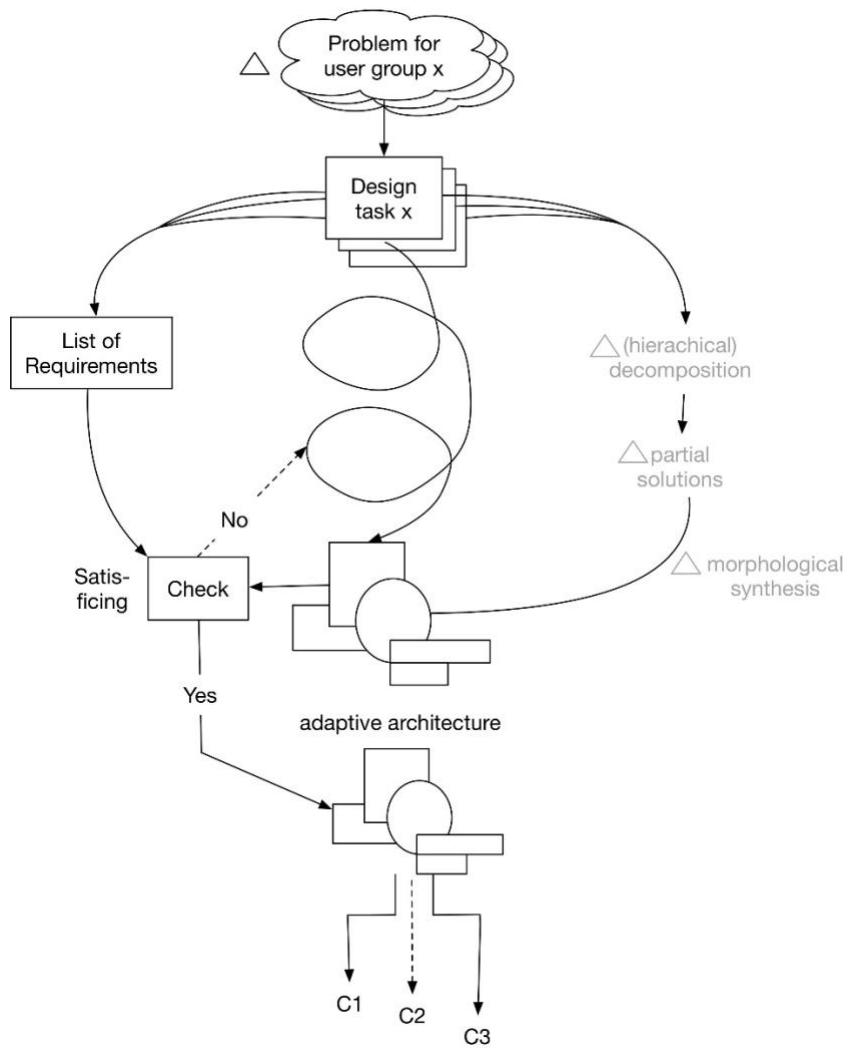 Problem for
user group x
Design
task x
List of
Requirements
(hierachical)
decomposition
partial
solutions
No
morphological
synthesis
Satis-
ficing
Check
Yes
adaptive architecture
C1
C2
C3